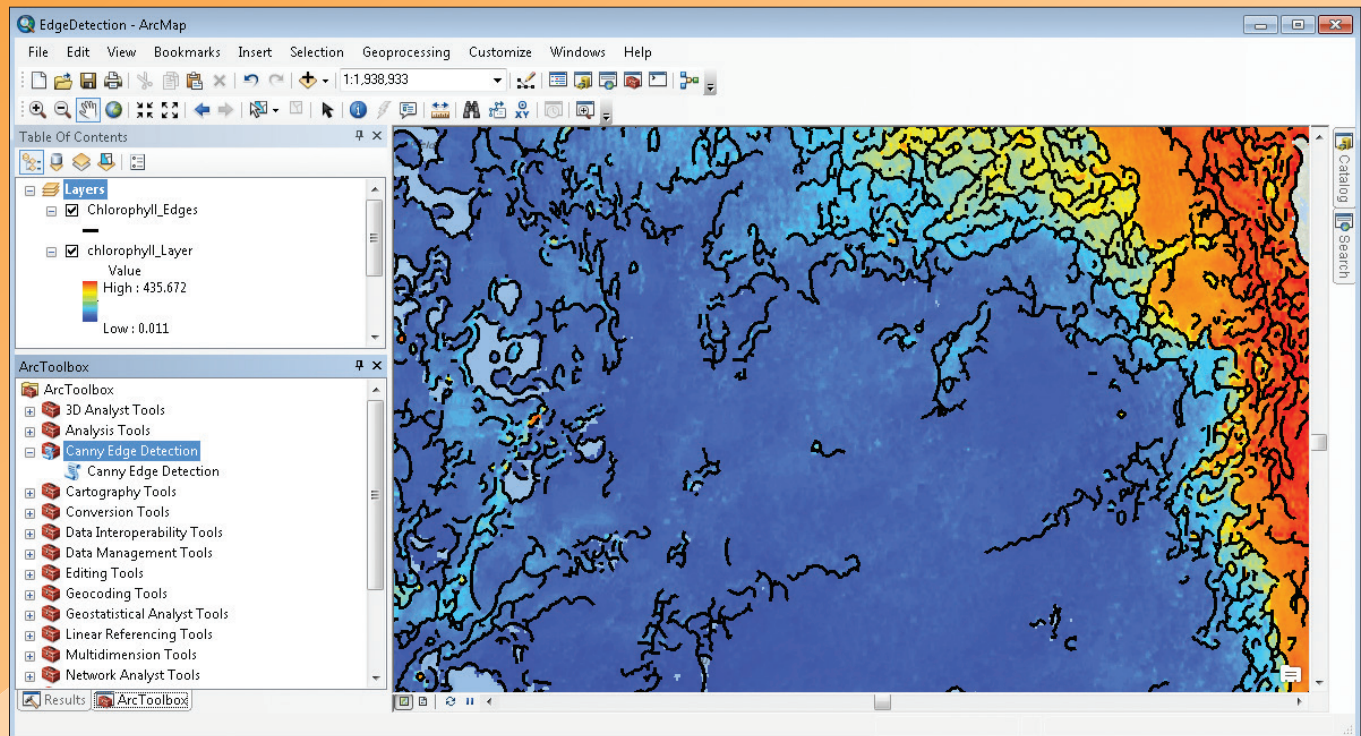 EdgeDetection - ArcMap
File Edit View Bookmarks Insert Selection Geoprocessing Customize Windows Help
1:1,938,933
Table Of Contents
Layers
Chlorophyll_Edges
chlorophyll_Layer
Value
High : 435.672
Low : 0.011
ArcToolbox
ArcToolbox
3D Analyst Tools
Analysis Tools
Canny Edge Detection
Canny Edge Detection
Cartography Tools
Conversion Tools
Data Interoperability Tools
Data Management Tools
Editing Tools
Geocoding Tools
Geostatistical Analyst Tools
Linear Referencing Tools
Multidimension Tools
Network Analyst Tools
Results ArcToolbox
Catalog
Search
XY